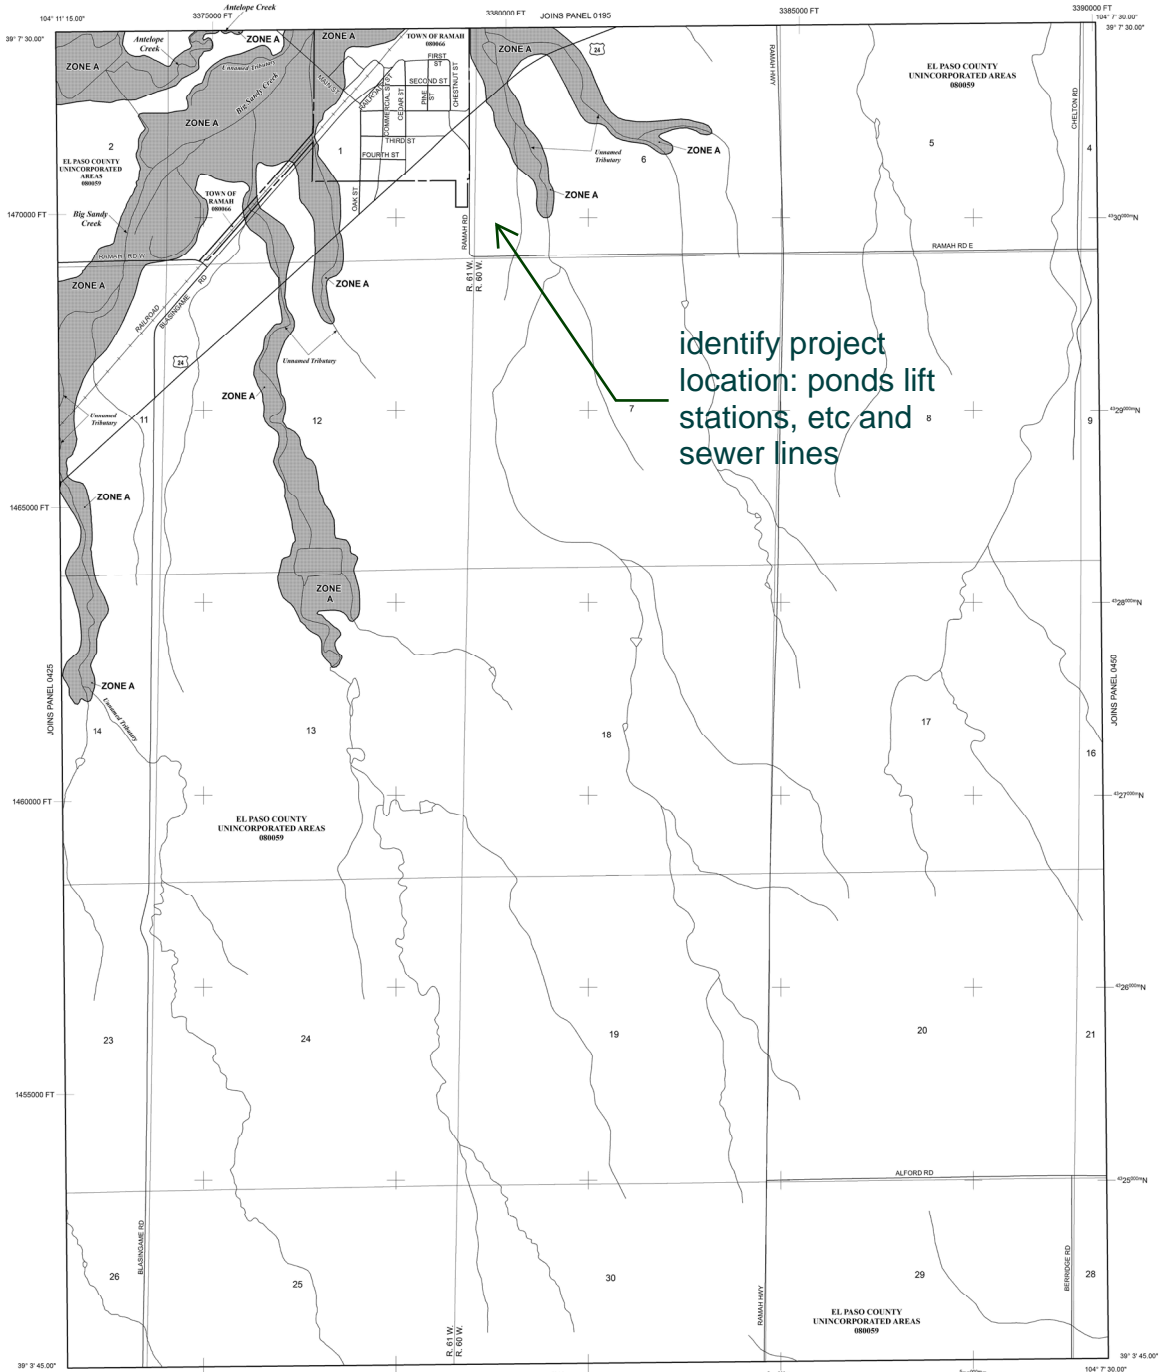 3380000 FT
JOINS PANEL 0195
3385000 FT
3390000 FT
104° 11' 15.00"
3375000 FT
Antelope Creek
104° 7' 30.00"
39° 7' 30.00"
39° 7' 30.00"
Antelope
Creek
ZONE A
ZONE A
TOWN OF RAMAH
080066
ZONE A
24
RAMAH HWY
EL PASO COUNTY
UNINCORPORATED AREAS
080059
CHELTON RD
ZONE A
Unnamed Tributary
Big Sandy Creek
MAIN ST
RAILROAD ST
FIRST
ST
SECOND ST
PINE
ST
CHESTNUT ST
COMMERCIAL ST
CEDAR ST
ZONE A
THIRD ST
FOURTH ST
OAK ST
1
2
EL PASO COUNTY
UNINCORPORATED
AREAS
080059
Unnamed
Tributary
6
ZONE A
5
4
TOWN OF
RAMAH
080066
ZONE A
Big Sandy
Creek
1470000 FT
4330000mN
RAMAH RD
RAMAH RD W
RAMAH RD E
R. 61 W.
R. 60 W.
ZONE A
ZONE A
RAILROAD
BLASINGAME RD
24
Unnamed Tributary
identify project
location: ponds lift
stations, etc and
sewer lines
ZONE A
Unnamed
Tributary
11
12
7
8
9
4329000mN
ZONE A
1465000 FT
ZONE
A
4328000mN
JOINS PANEL 0425
JOINS PANEL 0450
ZONE A
Unnamed Tributary
14
13
18
17
16
1460000 FT
4327000mN
EL PASO COUNTY
UNINCORPORATED AREAS
080059
4326000mN
23
24
19
20
21
1455000 FT
ALFORD RD
4325000mN
BLASINGAME RD
RAMAH HWY
BERRIDGE RD
26
25
30
29
28
EL PASO COUNTY
UNINCORPORATED AREAS
080059
R. 61 W.
R. 60 W.
39° 3' 45.00"
39° 3' 45.00"
104° 7' 30.00"